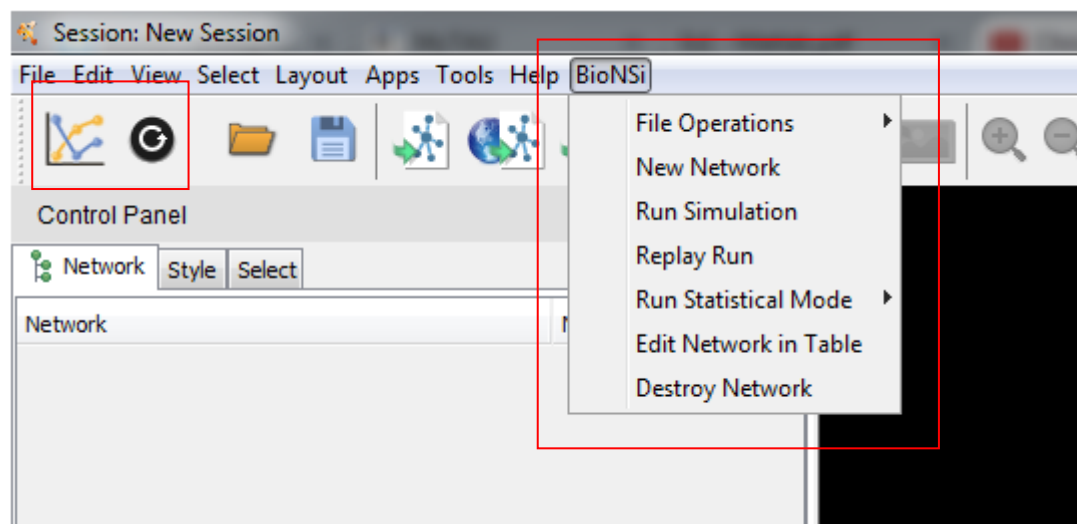 Session: New Session
File Edit View Select Layout Apps Tools Help BioNSi
File Operations
New Network
Run Simulation
Replay Run
Run Statistical Mode
Edit Network in Table
Destroy Network
Control Panel
Network Style Select
Network